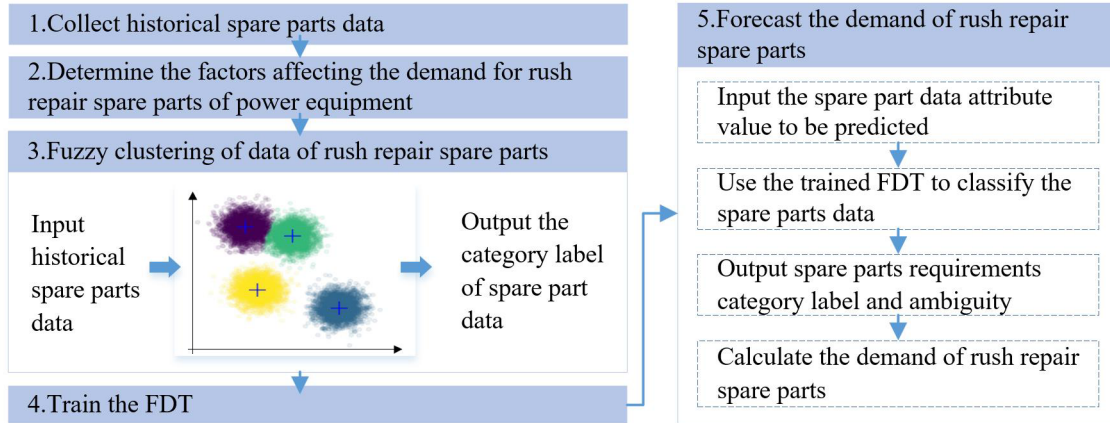 1.Collect historical spare parts data
2.Determine the factors affecting the demand for rush
repair spare parts of power equipment
3.Fuzzy clustering of data of rush repair spare parts
Input
historical
spare parts
data
Output the
category label
of spare part
data
4.Train the FDT
5.Forecast the demand of rush repair
spare parts
Input the spare part data attribute
value to be predicted
Use the trained FDT to classify the
spare parts data
Output spare parts requirements
category label and ambiguity
Calculate the demand of rush repair
spare parts